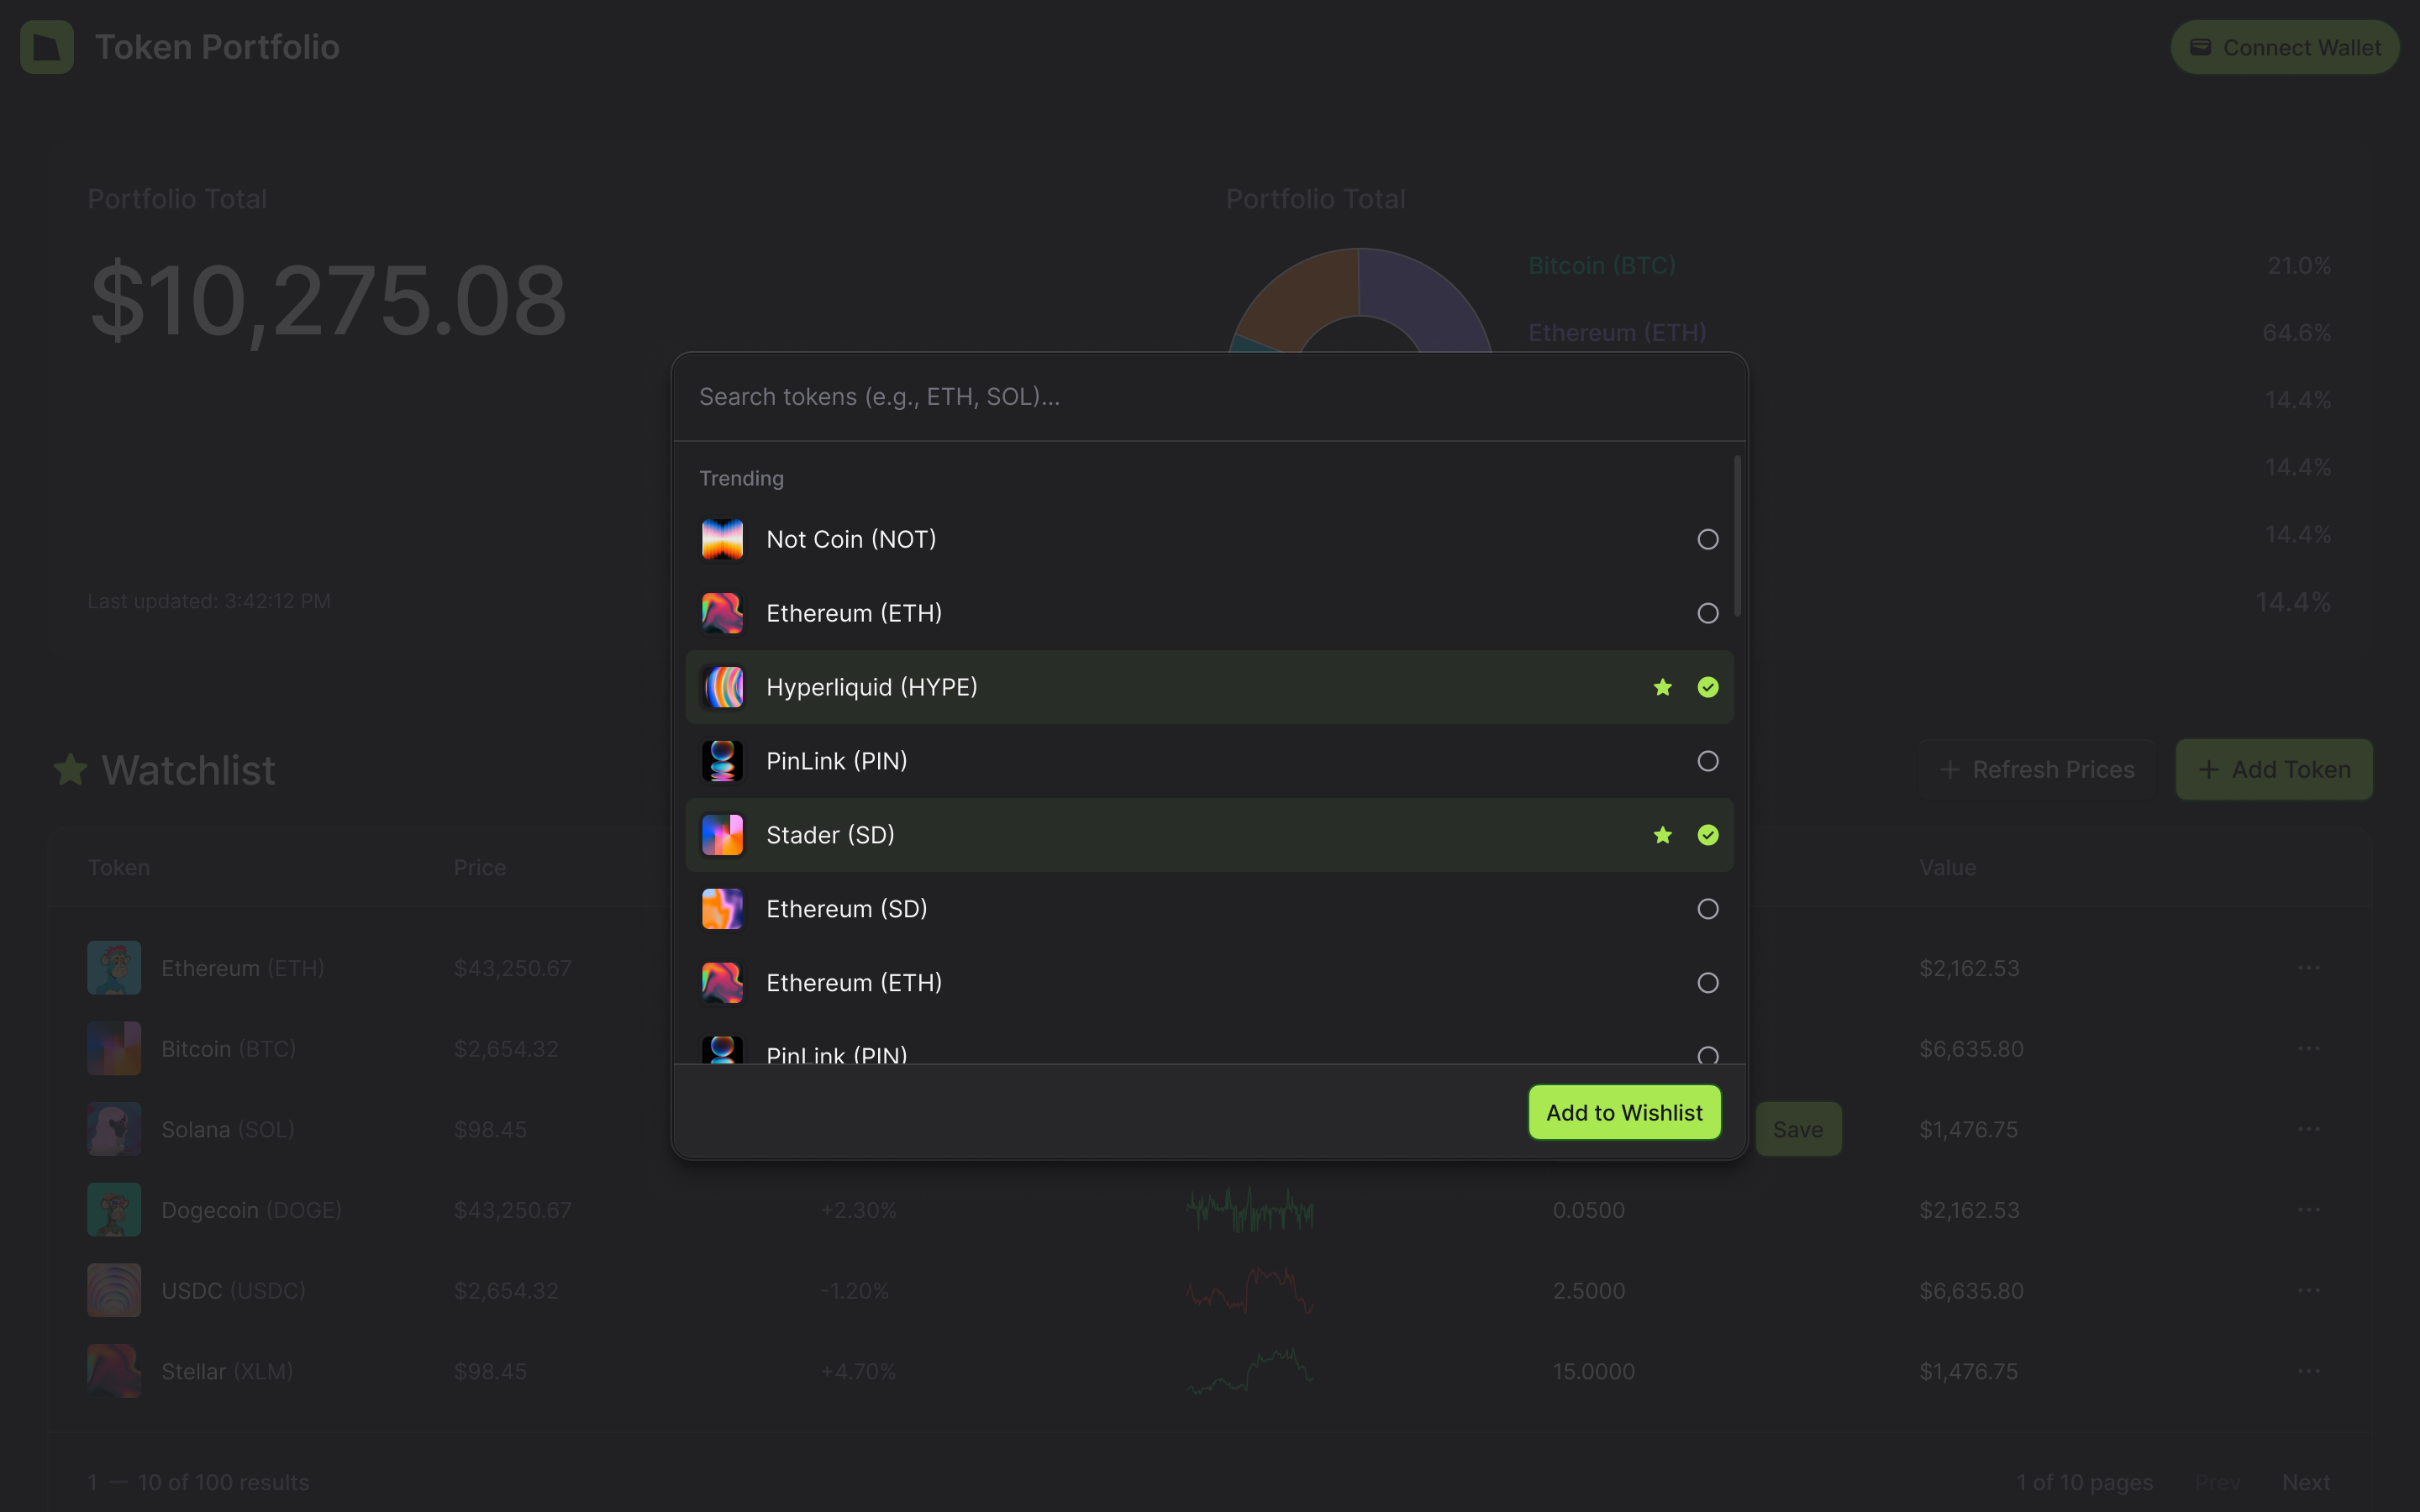 Token Portfolio
Connect Wallet
Portfolio Total
$10,275.08
Last updated: 3:42:12 PM
Portfolio Total
Bitcoin (BTC) 21.0%
Ethereum (ETH) 64.6%
14.4%
14.4%
14.4%
14.4%
Search tokens (e.g., ETH, SOL)...
Trending
Not Coin (NOT)
Ethereum (ETH)
Hyperliquid (HYPE)
PinLink (PIN)
Stader (SD)
Ethereum (SD)
Ethereum (ETH)
PinLink (PIN)
Add to Wishlist
Watchlist
Refresh Prices
Add Token
Token Price Value
Ethereum (ETH) $43,250.67 $2,162.53
Bitcoin (BTC) $2,654.32 $6,635.80
Solana (SOL) $98.45 Save $1,476.75
Dogecoin (DOGE) $43,250.67 +2.30% 0.0500 $2,162.53
USDC (USDC) $2,654.32 -1.20% 2.5000 $6,635.80
Stellar (XLM) $98.45 +4.70% 15.0000 $1,476.75
1 — 10 of 100 results
1 of 10 pages Prev Next